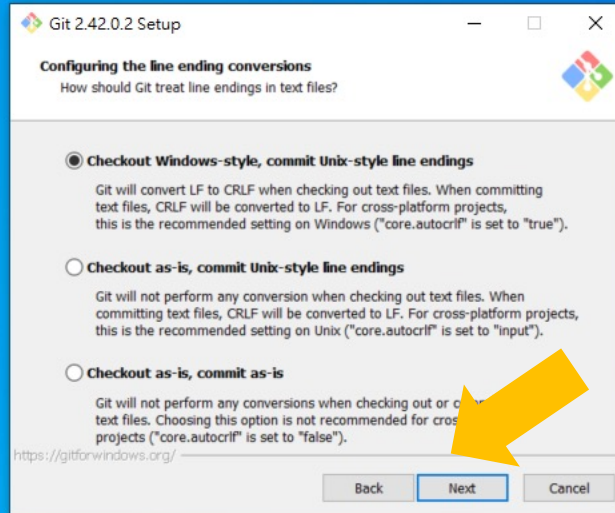 Git 2.42.0.2 Setup
Configuring the line ending conversions
How should Git treat line endings in text files?
Checkout Windows-style, commit Unix-style line endings
Git will convert LF to CRLF when checking out text files. When committing
text files, CRLF will be converted to LF. For cross-platform projects,
this is the recommended setting on Windows ("core.autocrlf" is set to "true").
Checkout as-is, commit Unix-style line endings
Git will not perform any conversion when checking out text files. When
committing text files, CRLF will be converted to LF. For cross-platform projects,
this is the recommended setting on Unix ("core.autocrlf" is set to "input").
Checkout as-is, commit as-is
Git will not perform any conversions when checking out or
text files. Choosing this option is not recommended for
projects ("core.autocrlf" is set to "false").
https://gitforwindows.org/
Back Next Cancel